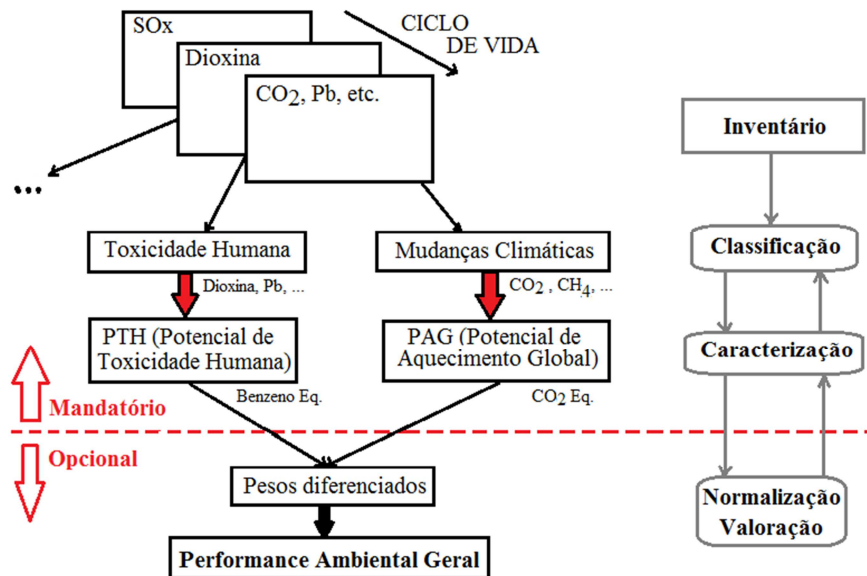 SOx
CICLO
DE VIDA
Dioxina
CO2, Pb, etc.
...
Toxicidade Humana
Mudanças Climáticas
Dioxina, Pb, ...
CO2 , CH4, ...
PTH (Potencial de
Toxicidade Humana)
PAG (Potencial de
Aquecimento Global)
Benzeno Eq.
CO2 Eq.
Mandatório
Opcional
Pesos diferenciados
Performance Ambiental Geral
Inventário
Classificação
Caracterização
Normalização
Valoração